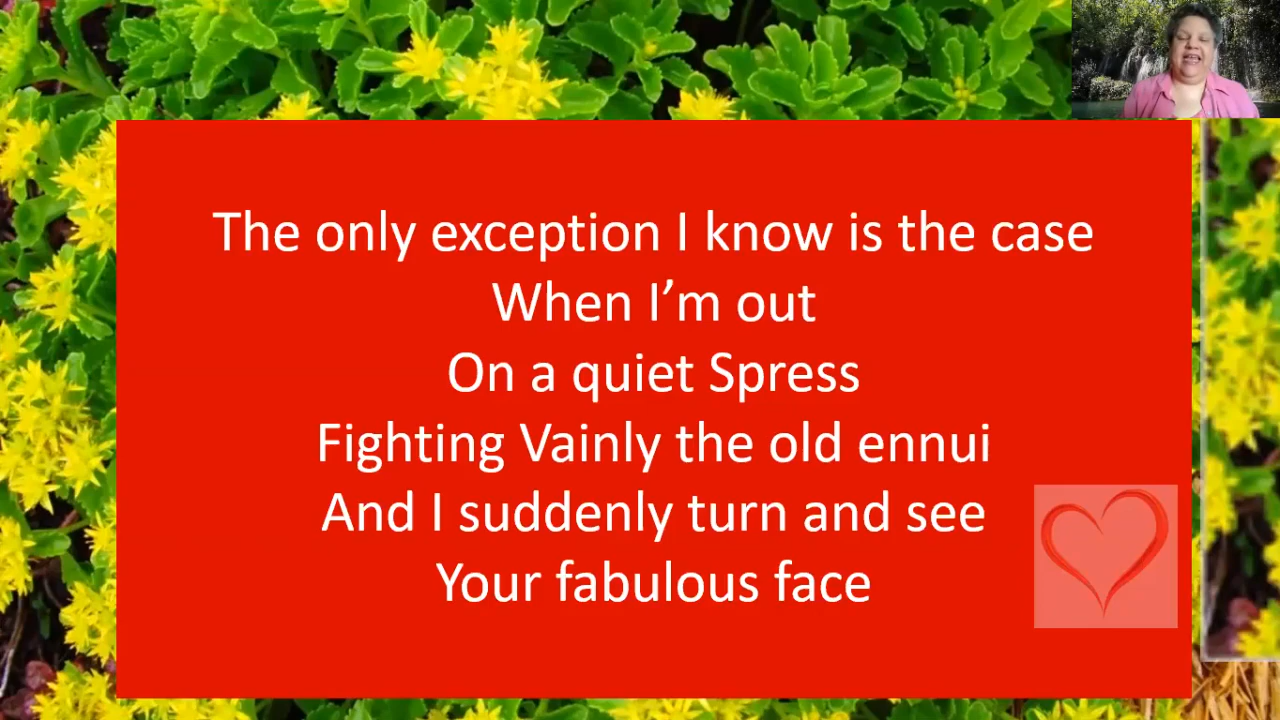 The only exception I know is the case
When I’m out
On a quiet Spress
Fighting Vainly the old ennui
And I suddenly turn and see
Your fabulous face